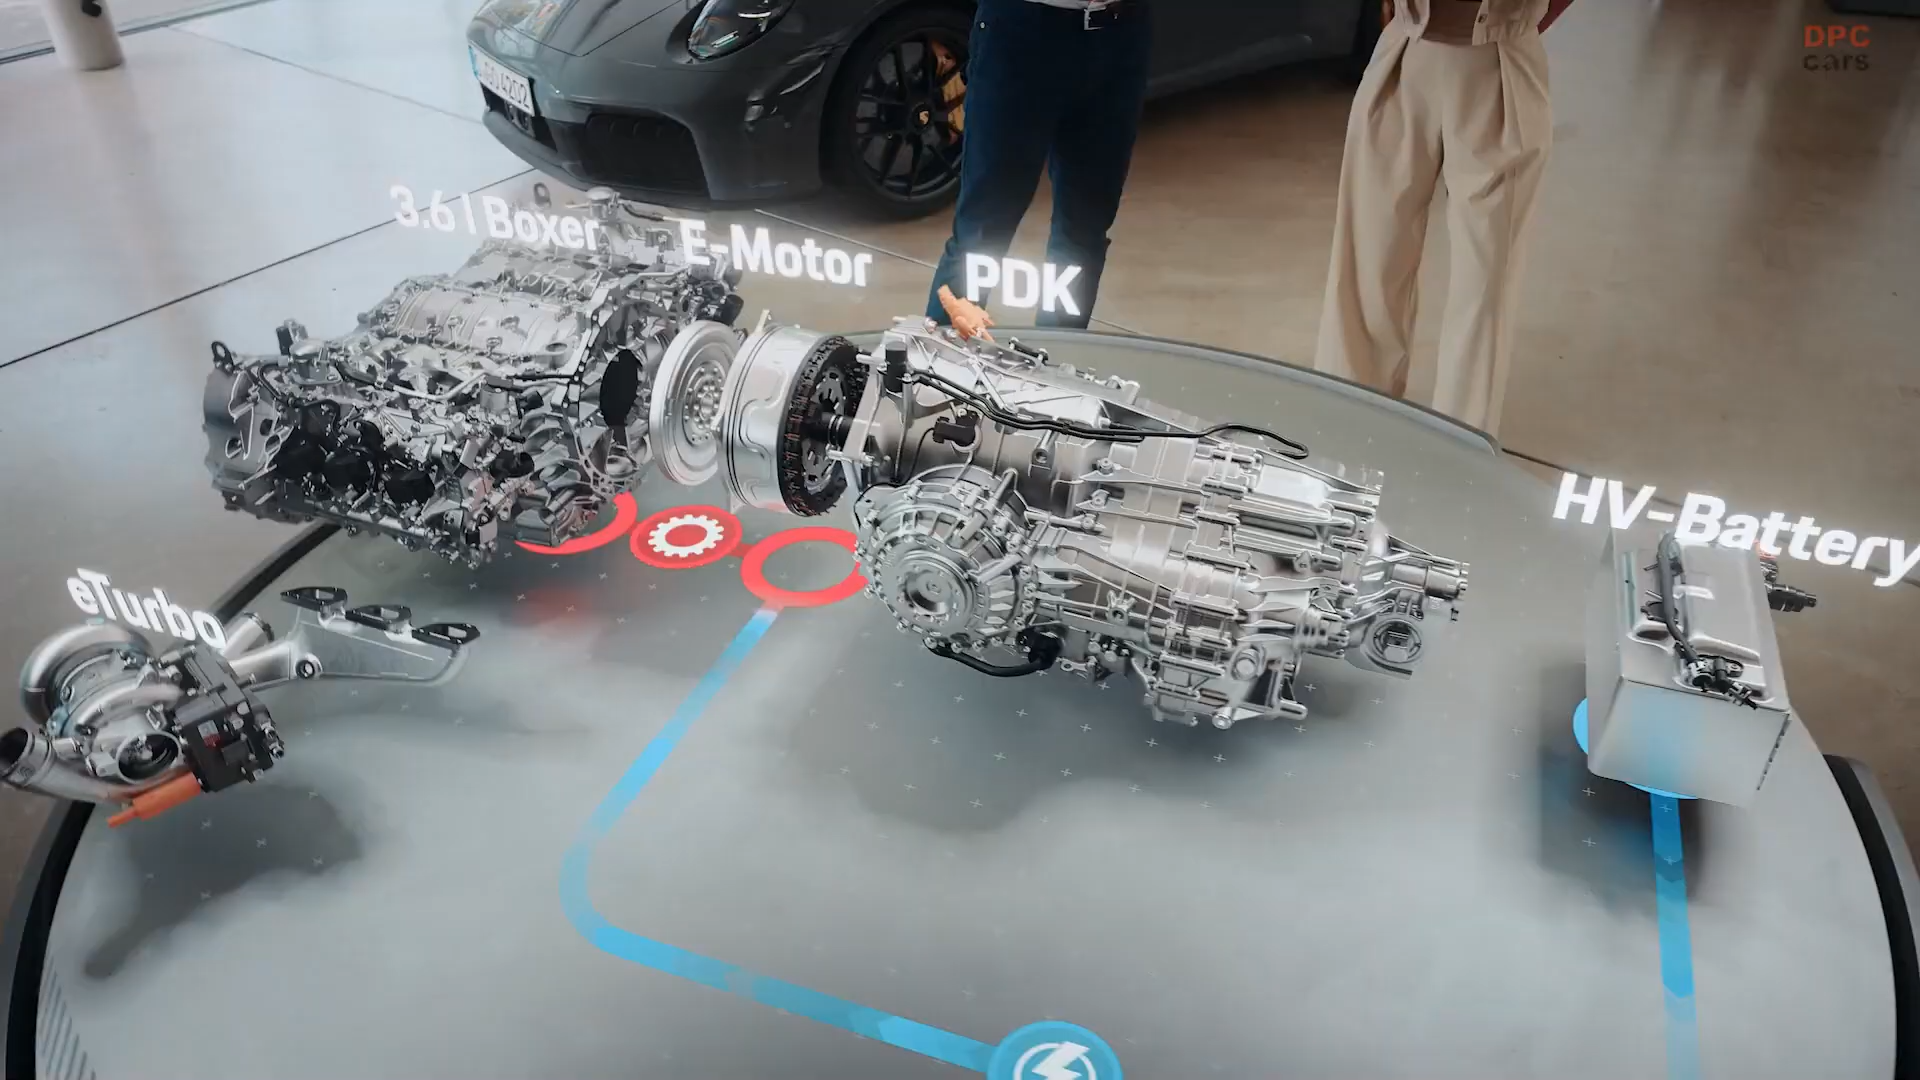 DPC
cars
3.6 l Boxer
E-Motor
PDK
HV-Battery
eTurbo